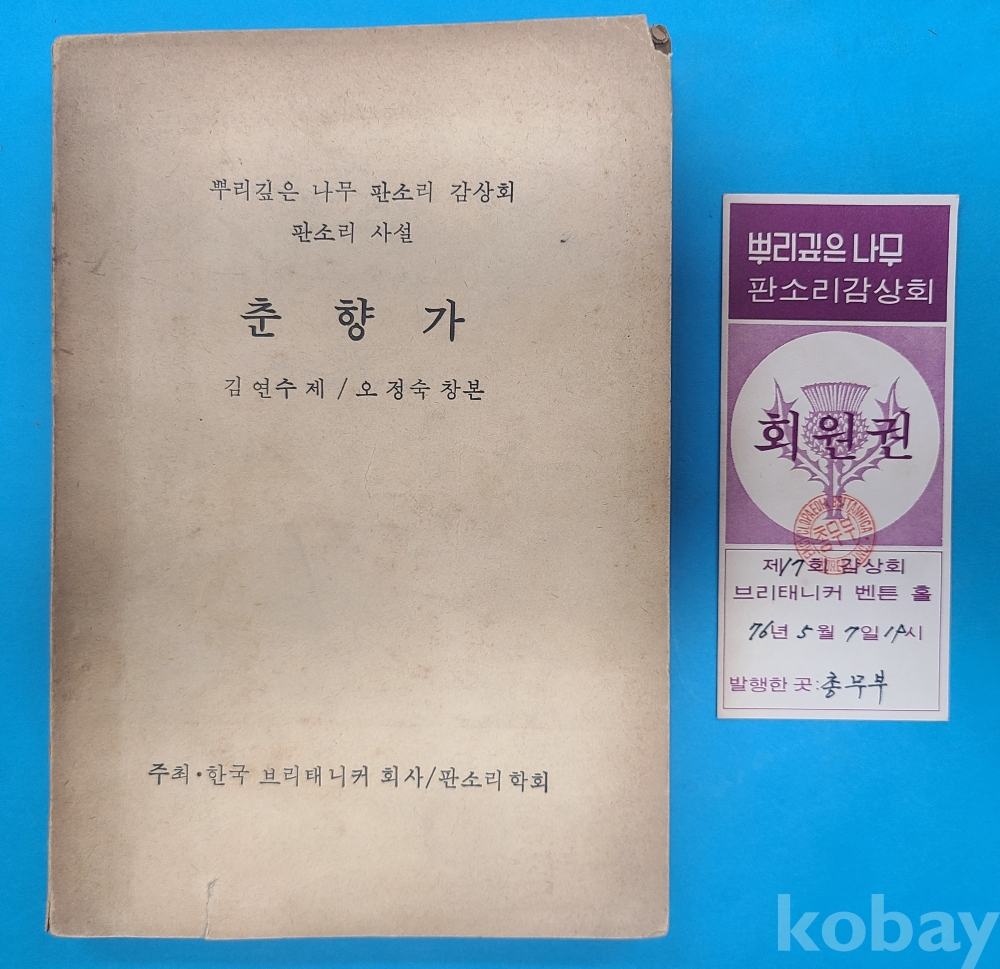 뿌리깊은 나무 판소리 감상회
판소리 사설
춘 향 가
김 연수 제 / 오 정숙 창본
주최 · 한국 브리태니커 회사/판소리학회
뿌리깊은 나무
판소리감상회
회원권
제17회 감상회
브리태니커 벤튼 홀
76년 5월 7일
발행한 곳: 총무부
kobay